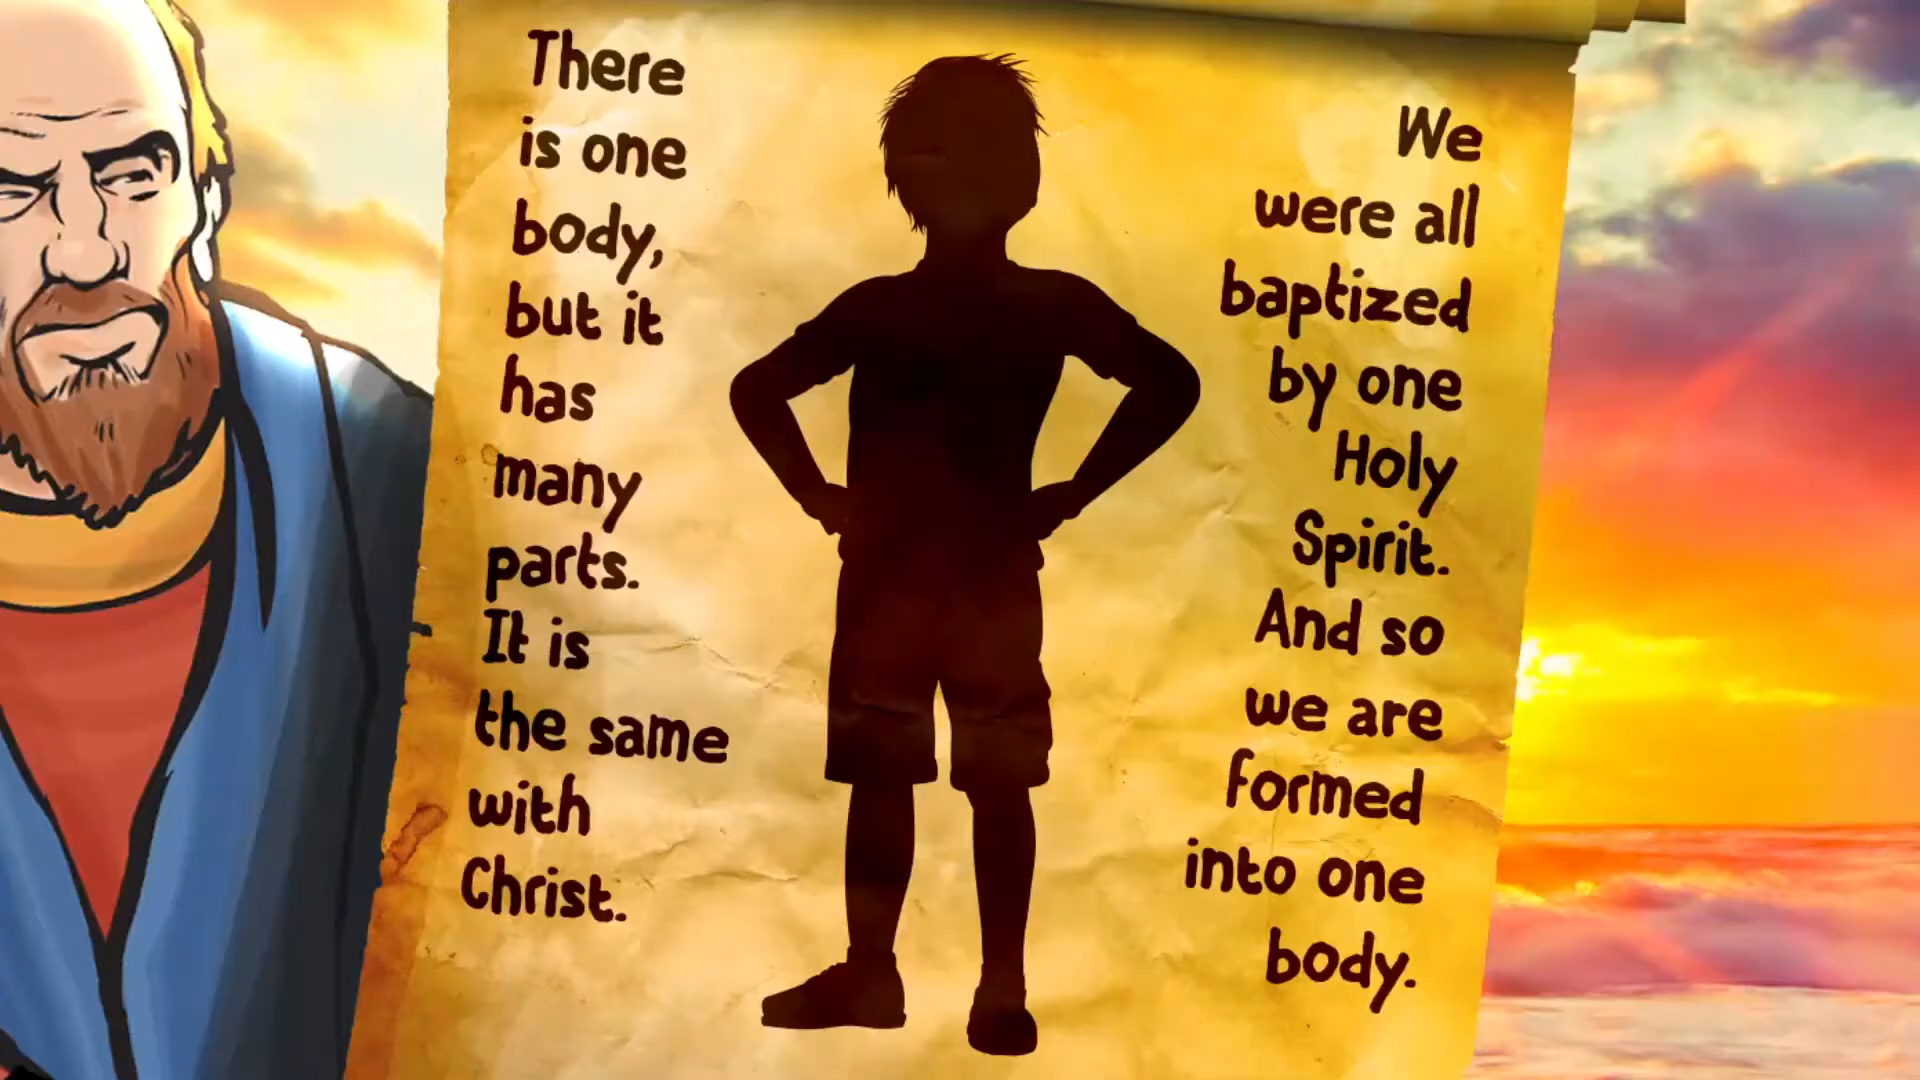 There
is one
body,
but it
has
many
parts.
It is
the same
with
Christ.
We
were all
baptized
by one
Holy
Spirit.
And so
we are
formed
into one
body.